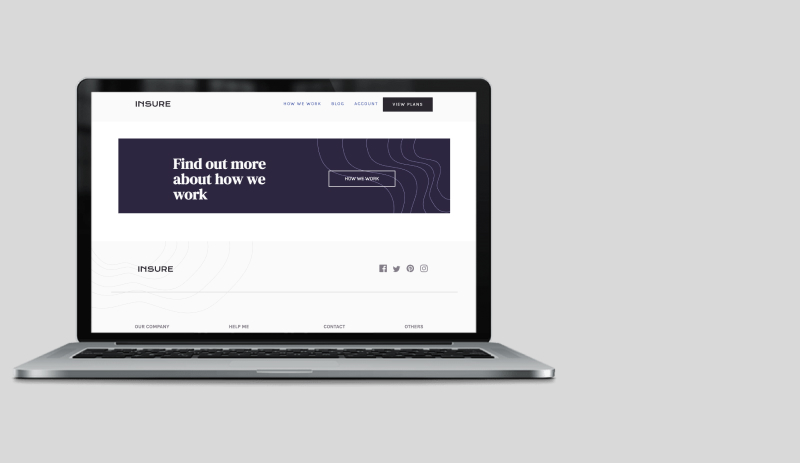 INSURE
HOW WE WORK BLOG ACCOUNT VIEW PLANS
Find out more
about how we
work
HOW WE WORK
INSURE
OUR COMPANY HELP ME CONTACT OTHERS